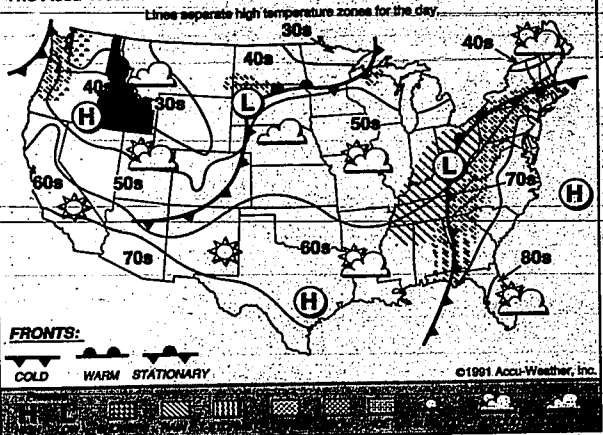 Lines separate high temperature zones for the day.
30s
40s
40s
40s
30s
H
L
50s
L
60s
50s
70s
H
70s
60s
80s
H
FRONTS:
COLD WARM STATIONARY
©1991 Accu-Weather, Inc.